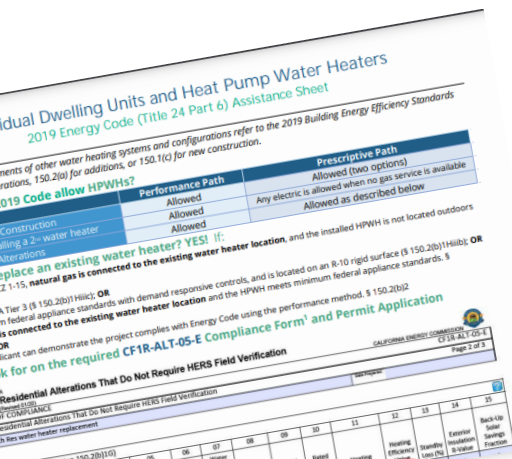 idual Dwelling Units and Heat Pump Water Heaters
2019 Energy Code (Title 24 Part 6) Assistance Sheet
ments of other water heating systems and configurations refer to the 2019 Building Energy Efficiency Standards
rations, 150.2(a) for additions, or 150.1(c) for new construction.
2019 Code allow HPWHs?
Performance Path Prescriptive Path
Construction Allowed Allowed (two options)
alling a 2nd water heater Allowed Any electric is allowed when no gas service is available
Alterations Allowed Allowed as described below
eplace an existing water heater? YES! If:
CZ 1-15, natural gas is connected to the existing water heater location, and the installed HPWH is not located outdoors
A Tier 3 (§ 150.2(b)1Hiiic); OR
m federal appliance standards with demand responsive controls, and is located on an R-10 rigid surface (§ 150.2(b)1Hiiib); OR
is connected to the existing water heater location and the HPWH meets minimum federal appliance standards. §
OR
licant can demonstrate the project complies with Energy Code using the performance method. § 150.2(b)2
k for on the required CF1R-ALT-05-E Compliance Form1 and Permit Application
CALIFORNIA ENERGY COMMISSION
Residential Alterations That Do Not Require HERS Field Verification
CF1R-ALT-05-E
OF COMPLIANCE
Page 2 of 3
esidential Alterations That Do Not Require HERS Field Verification
h Res water heater replacement
150.2(b)1G)
05 06 07 08 09 10 11 12 13 14 15
Heating Efficiency
Standby Loss (%)
Exterior Insulation R-Value
Back-Up Solar Savings Fraction